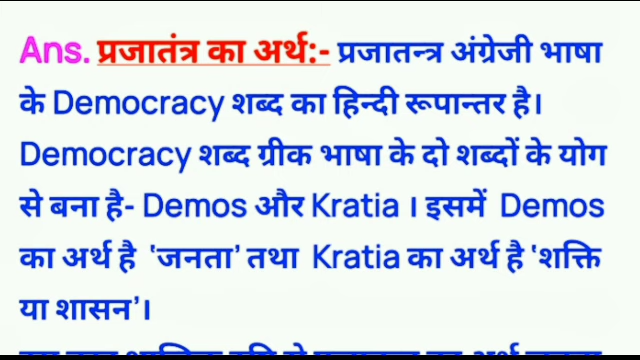 Ans. प्रजातंत्र का अर्थ:- प्रजातन्त्र अंग्रेजी भाषा
के Democracy शब्द का हिन्दी रूपान्तर है।
Democracy शब्द ग्रीक भाषा के दो शब्दों के योग
से बना है- Demos और Kratia । इसमें Demos
का अर्थ है 'जनता' तथा Kratia का अर्थ है 'शक्ति
या शासन'।